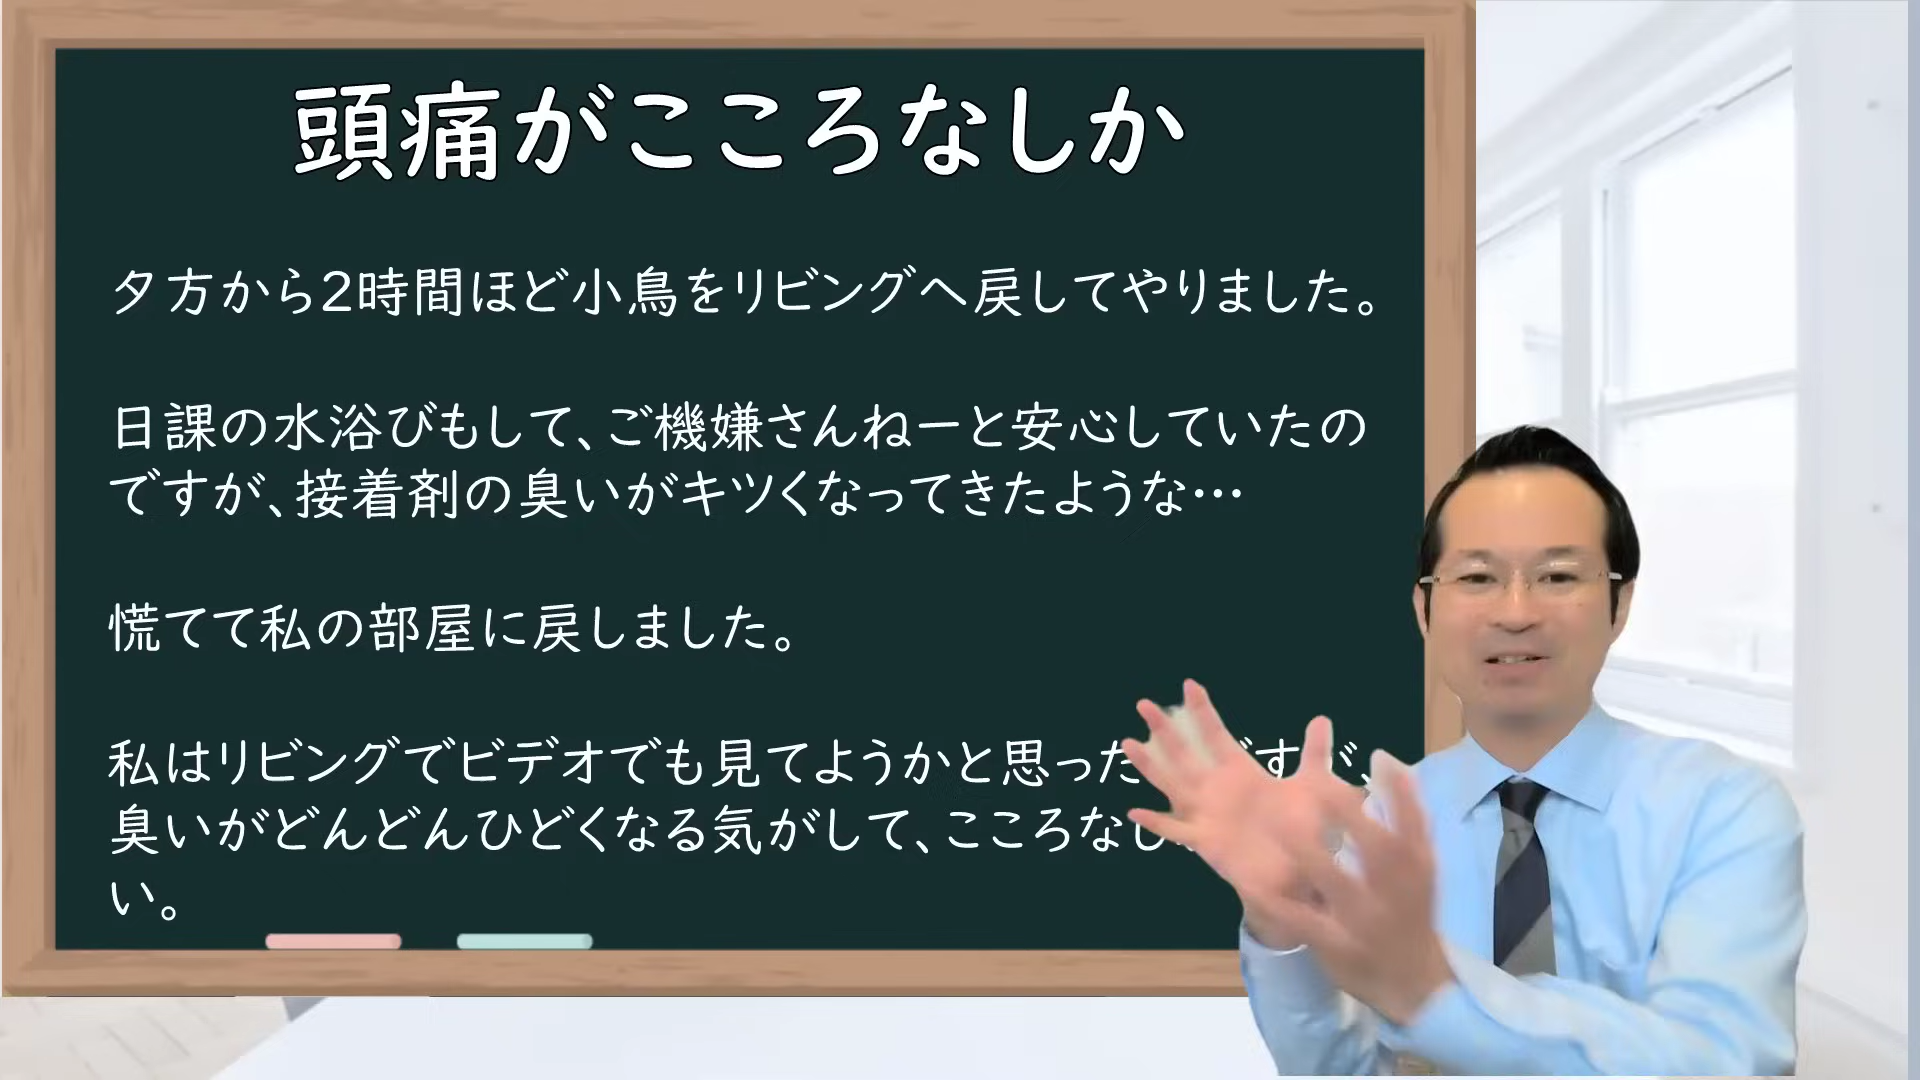 頭痛がこころなしか
夕方から2時間ほど小鳥をリビングへ戻してやりました。
日課の水浴びもして、ご機嫌さんねーと安心していたの
ですが、接着剤の臭いがキツくなってきたような…
慌てて私の部屋に戻しました。
私はリビングでビデオでも見てようかと思った ですが、
臭いがどんどんひどくなる気がして、こころなし
い。